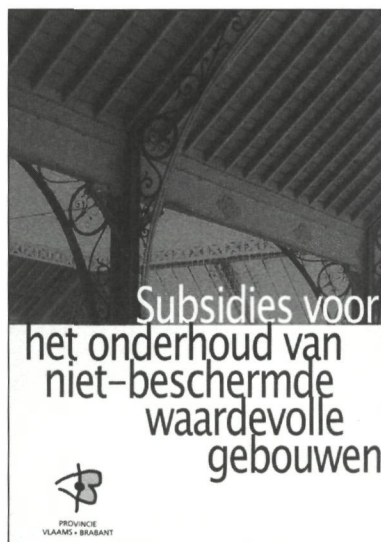 Subsidies voor
het onderhoud van
niet-beschermde
waardevolle
gebouwen
PROVINCIE
VLAAMS • BRABANT